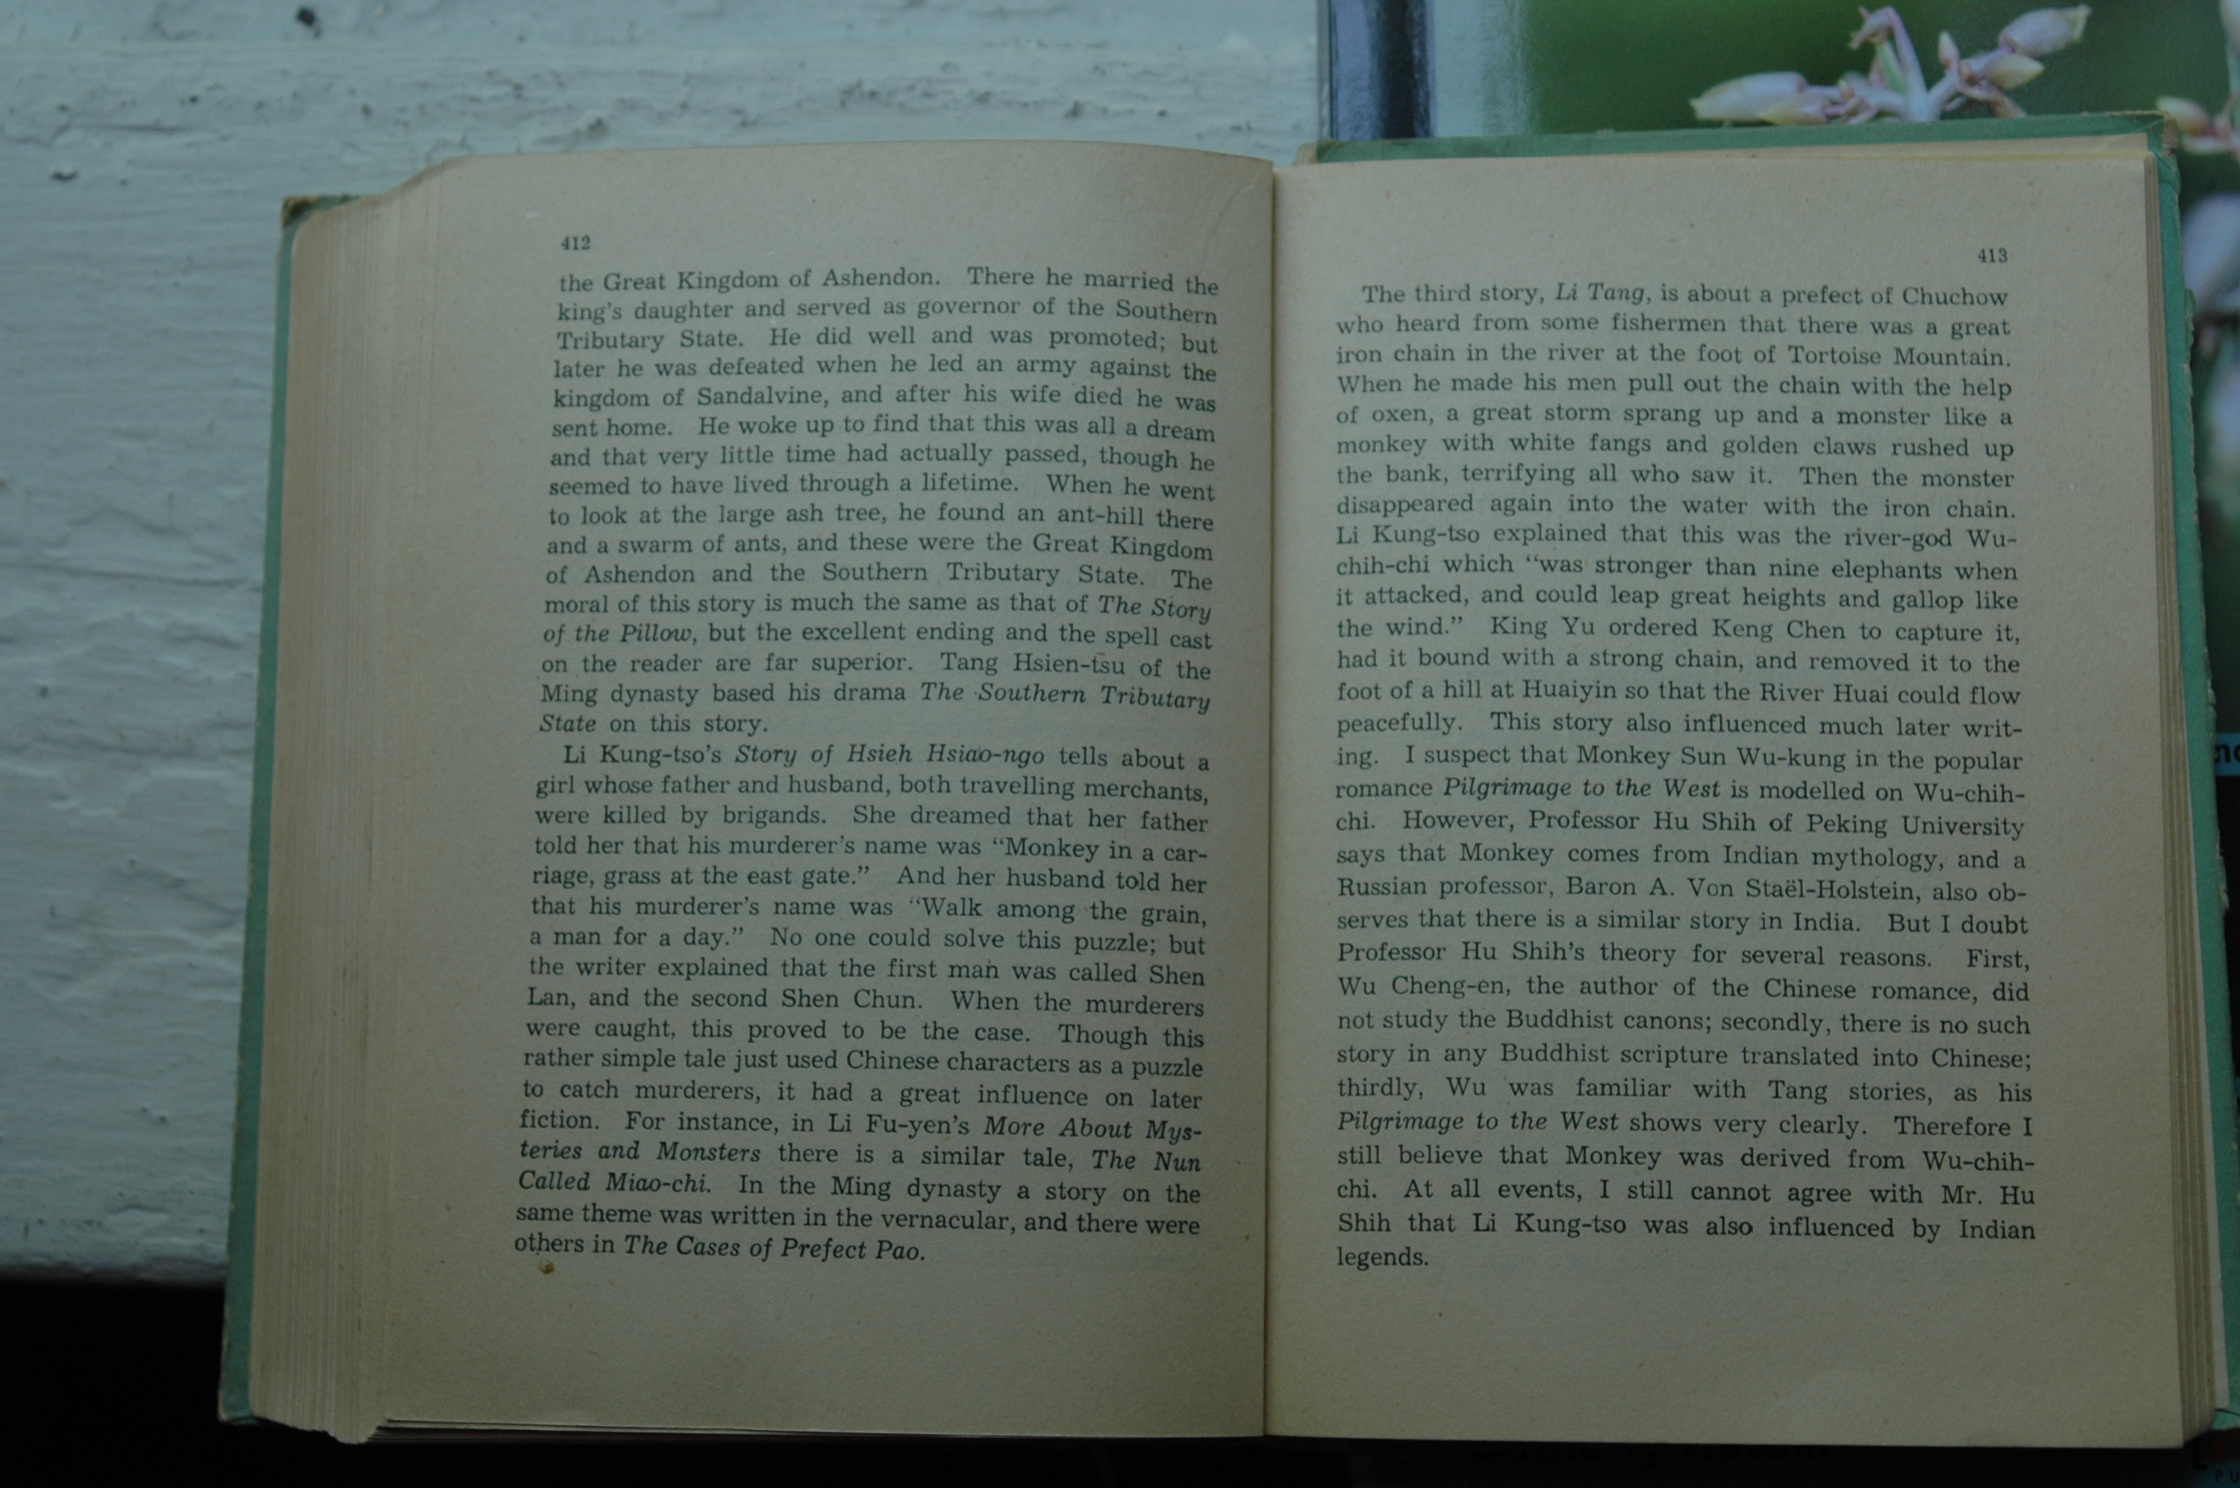 412
the Great Kingdom of Ashendon. There he married the
king's daughter and served as governor of the Southern
Tributary State. He did well and was promoted; but
later he was defeated when he led an army against the
kingdom of Sandalvine, and after his wife died he was
sent home. He woke up to find that this was all a dream
and that very little time had actually passed, though he
seemed to have lived through a lifetime. When he went
to look at the large ash tree, he found an ant-hill there
and a swarm of ants, and these were the Great Kingdom
of Ashendon and the Southern Tributary State. The
moral of this story is much the same as that of The Story
of the Pillow, but the excellent ending and the spell cast
on the reader are far superior. Tang Hsien-tsu of the
Ming dynasty based his drama The Southern Tributary
State on this story.
Li Kung-tso's Story of Hsieh Hsiao-ngo tells about a
girl whose father and husband, both travelling merchants,
were killed by brigands. She dreamed that her father
told her that his murderer's name was “Monkey in a car-
riage, grass at the east gate.” And her husband told her
that his murderer's name was “Walk among the grain,
a man for a day.” No one could solve this puzzle; but
the writer explained that the first man was called Shen
Lan, and the second Shen Chun. When the murderers
were caught, this proved to be the case. Though this
rather simple tale just used Chinese characters as a puzzle
to catch murderers, it had a great influence on later
fiction. For instance, in Li Fu-yen's More About Mys-
teries and Monsters there is a similar tale, The Nun
Called Miao-chi. In the Ming dynasty a story on the
same theme was written in the vernacular, and there were
others in The Cases of Prefect Pao.
413
The third story, Li Tang, is about a prefect of Chuchow
who heard from some fishermen that there was a great
iron chain in the river at the foot of Tortoise Mountain.
When he made his men pull out the chain with the help
of oxen, a great storm sprang up and a monster like a
monkey with white fangs and golden claws rushed up
the bank, terrifying all who saw it. Then the monster
disappeared again into the water with the iron chain.
Li Kung-tso explained that this was the river-god Wu-
chih-chi which “was stronger than nine elephants when
it attacked, and could leap great heights and gallop like
the wind.” King Yu ordered Keng Chen to capture it,
had it bound with a strong chain, and removed it to the
foot of a hill at Huaiyin so that the River Huai could flow
peacefully. This story also influenced much later writ-
ing. I suspect that Monkey Sun Wu-kung in the popular
romance Pilgrimage to the West is modelled on Wu-chih-
chi. However, Professor Hu Shih of Peking University
says that Monkey comes from Indian mythology, and a
Russian professor, Baron A. Von Staël-Holstein, also ob-
serves that there is a similar story in India. But I doubt
Professor Hu Shih's theory for several reasons. First,
Wu Cheng-en, the author of the Chinese romance, did
not study the Buddhist canons; secondly, there is no such
story in any Buddhist scripture translated into Chinese;
thirdly, Wu was familiar with Tang stories, as his
Pilgrimage to the West shows very clearly. Therefore I
still believe that Monkey was derived from Wu-chih-
chi. At all events, I still cannot agree with Mr. Hu
Shih that Li Kung-tso was also influenced by Indian
legends.